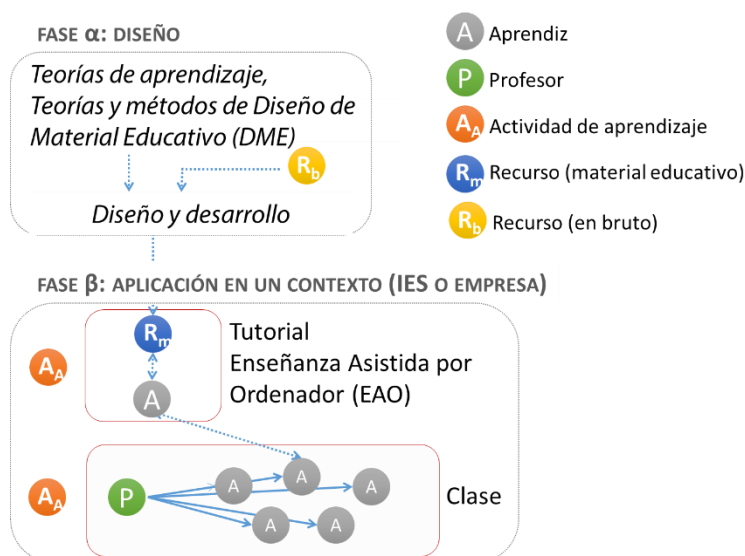 FASE α: DISEÑO
Teorías de aprendizaje,
Teorías y métodos de Diseño de
Material Educativo (DME)
Rb
Diseño y desarrollo
A Aprendiz
P Profesor
AA Actividad de aprendizaje
Rm Recurso (material educativo)
Rb Recurso (en bruto)
FASE β: APLICACIÓN EN UN CONTEXTO (IES O EMPRESA)
AA
Rm
A
Tutorial
Enseñanza Asistida por
Ordenador (EAO)
AA
P
A
A
A
A
A
Clase